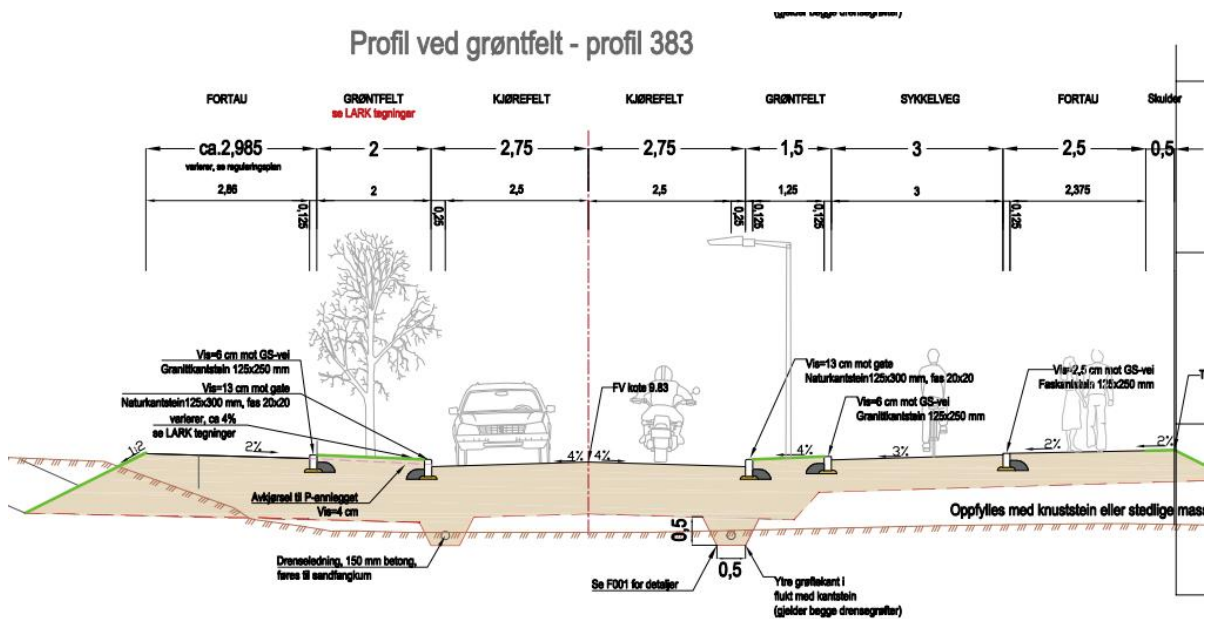 (gjelder begge drensgrøfter)
Profil ved grøntfelt - profil 383
FORTAU
GRØNTFELT
se LARK tegninger
KJØREFELT
KJØREFELT
GRØNTFELT
SYKKELVEG
FORTAU
Skulder
ca.2,985
varierer, se reguleringsplan
2
2,75
2,75
1,5
3
2,5
0,5
2,86
0,125
2
0,25
2,5
2,5
0,25
0,125
1,25
0,125
3
0,125
2,375
Vis=6 cm mot GS-vei
Granittkantstein 125x250 mm
Vis=13 cm mot gate
Naturkantstein125x300 mm, fas 20x20
varierer, ca 4%
se LARK tegninger
FV kote 9.83
Vis=13 cm mot gate
Naturkantstein125x300 mm, fas 20x20
Vis=6 cm mot GS-vei
Granittkantstein 125x250 mm
Vis=2,5 cm mot GS-vei
Faskantstein 125x250 mm
T
1:2
2%
4%
4%
4%
3%
2%
2%
Avkjørsel til P-anlegget
Vis=4 cm
Oppfylles med knuststein eller stedlige mass
0,5
0,5
Drensledning, 150 mm betong,
føres til sandfangkum
Se F001 for detaljer
Ytre grøftekant i
flukt med kantstein
(gjelder begge drensgrøfter)